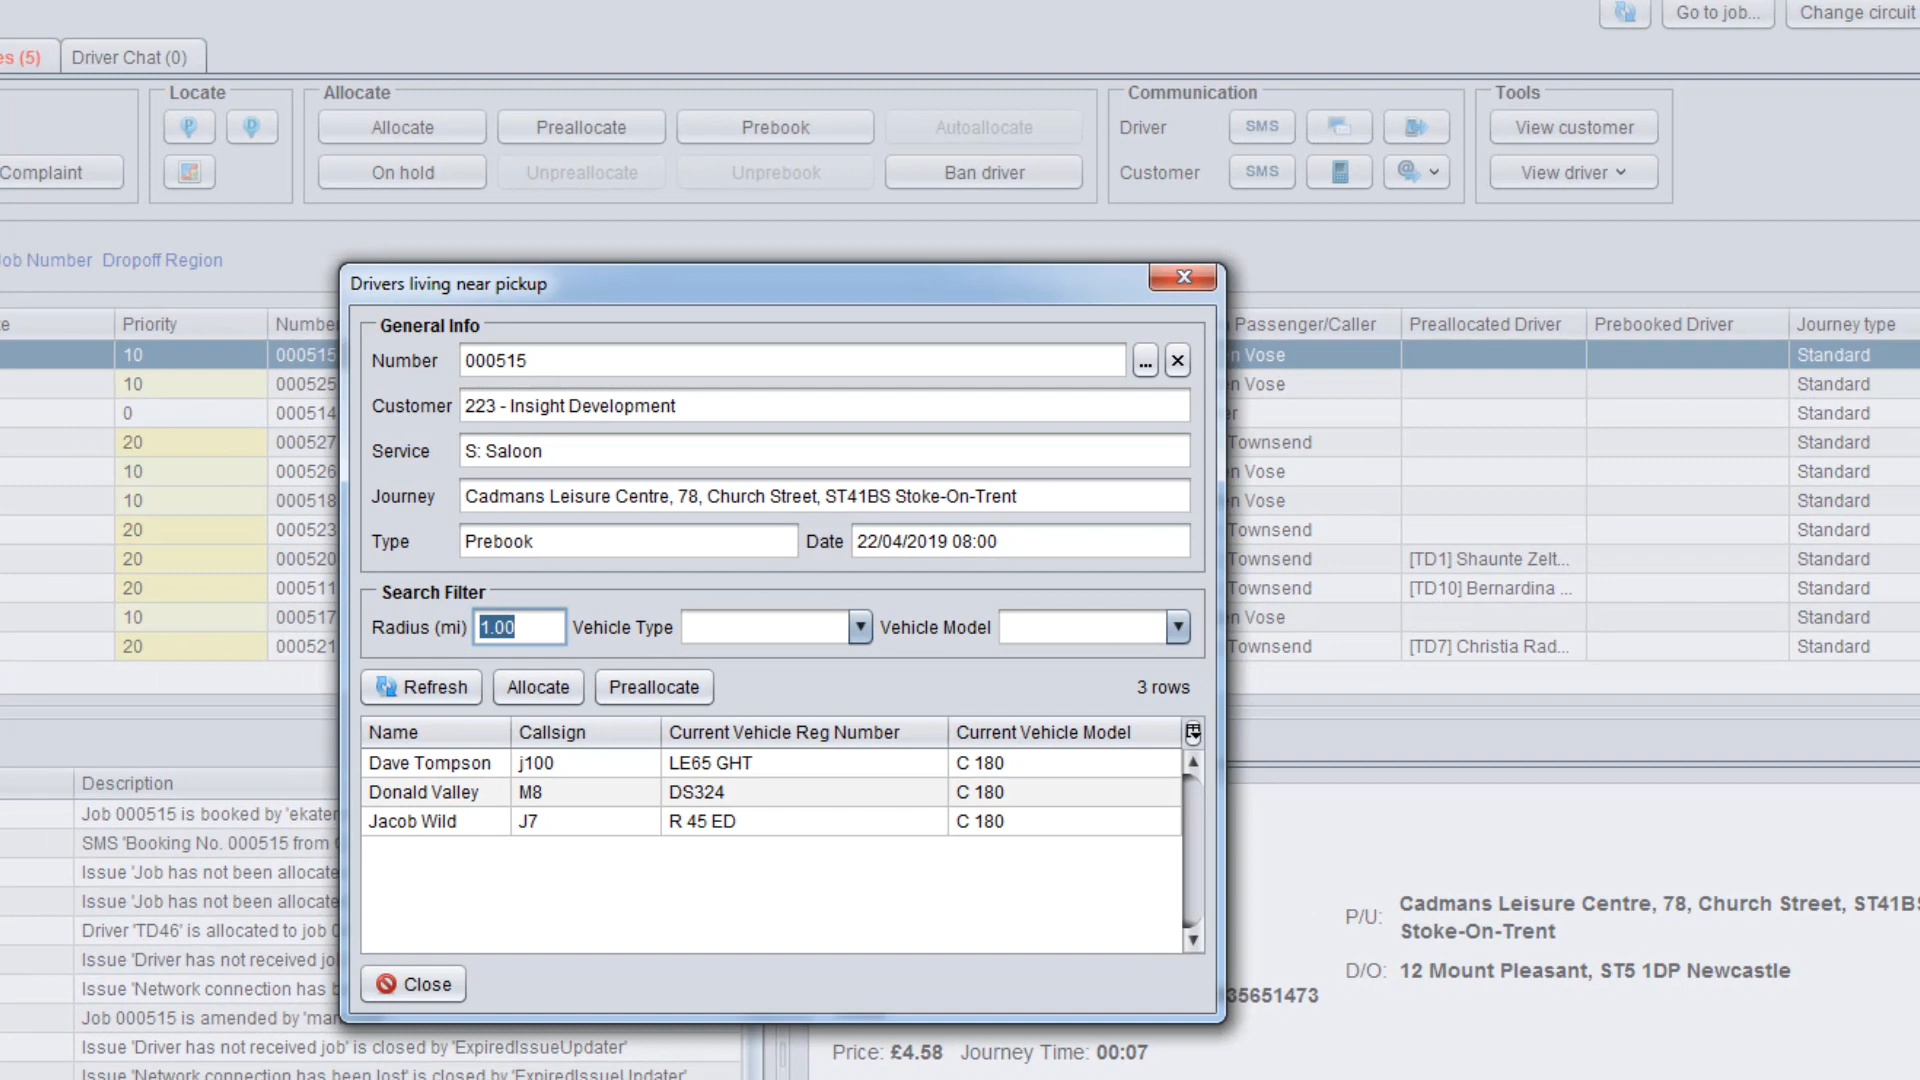 Go to job...
Change circuit
es (5)
Driver Chat (0)
Locate
Allocate
Communication
Tools
Allocate
Preallocate
Prebook
Autoallocate
Driver
SMS
View customer
Complaint
On hold
Unpreallocate
Unprebook
Ban driver
Customer
SMS
View driver
ob Number Dropoff Region
Drivers living near pickup
Priority
Number
Passenger/Caller
Preallocated Driver
Prebooked Driver
Journey type
10
000515
n Vose
Standard
10
000525
n Vose
Standard
0
000514
er
Standard
20
000527
Townsend
Standard
10
000526
n Vose
Standard
10
000518
n Vose
Standard
20
000523
Townsend
Standard
20
000520
Townsend
[TD1] Shaunte Zelt...
Standard
20
000511
Townsend
[TD10] Bernardina ...
Standard
10
000517
n Vose
Standard
20
000521
Townsend
[TD7] Christia Rad...
Standard
General Info
Number
000515
...
Customer
223 - Insight Development
Service
S: Saloon
Journey
Cadmans Leisure Centre, 78, Church Street, ST41BS Stoke-On-Trent
Type
Prebook
Date
22/04/2019 08:00
Search Filter
Radius (mi)
1.00
Vehicle Type
Vehicle Model
Refresh
Allocate
Preallocate
3 rows
Name
Callsign
Current Vehicle Reg Number
Current Vehicle Model
Dave Tompson
j100
LE65 GHT
C 180
Donald Valley
M8
DS324
C 180
Jacob Wild
J7
R 45 ED
C 180
Close
Description
Job 000515 is booked by 'ekater
SMS 'Booking No. 000515 from
Issue 'Job has not been allocate
Issue 'Job has not been allocate
Driver 'TD46' is allocated to job
Issue 'Driver has not received jo
Issue 'Network connection has
Job 000515 is amended by 'mar
Issue 'Driver has not received job' is closed by 'ExpiredIssueUpdater'
Issue 'Network connection has been lost' is closed by 'ExpiredIssueUpdater'
P/U:
Cadmans Leisure Centre, 78, Church Street, ST41BS
Stoke-On-Trent
D/O:
12 Mount Pleasant, ST5 1DP Newcastle
35651473
Price: £4.58 Journey Time: 00:07